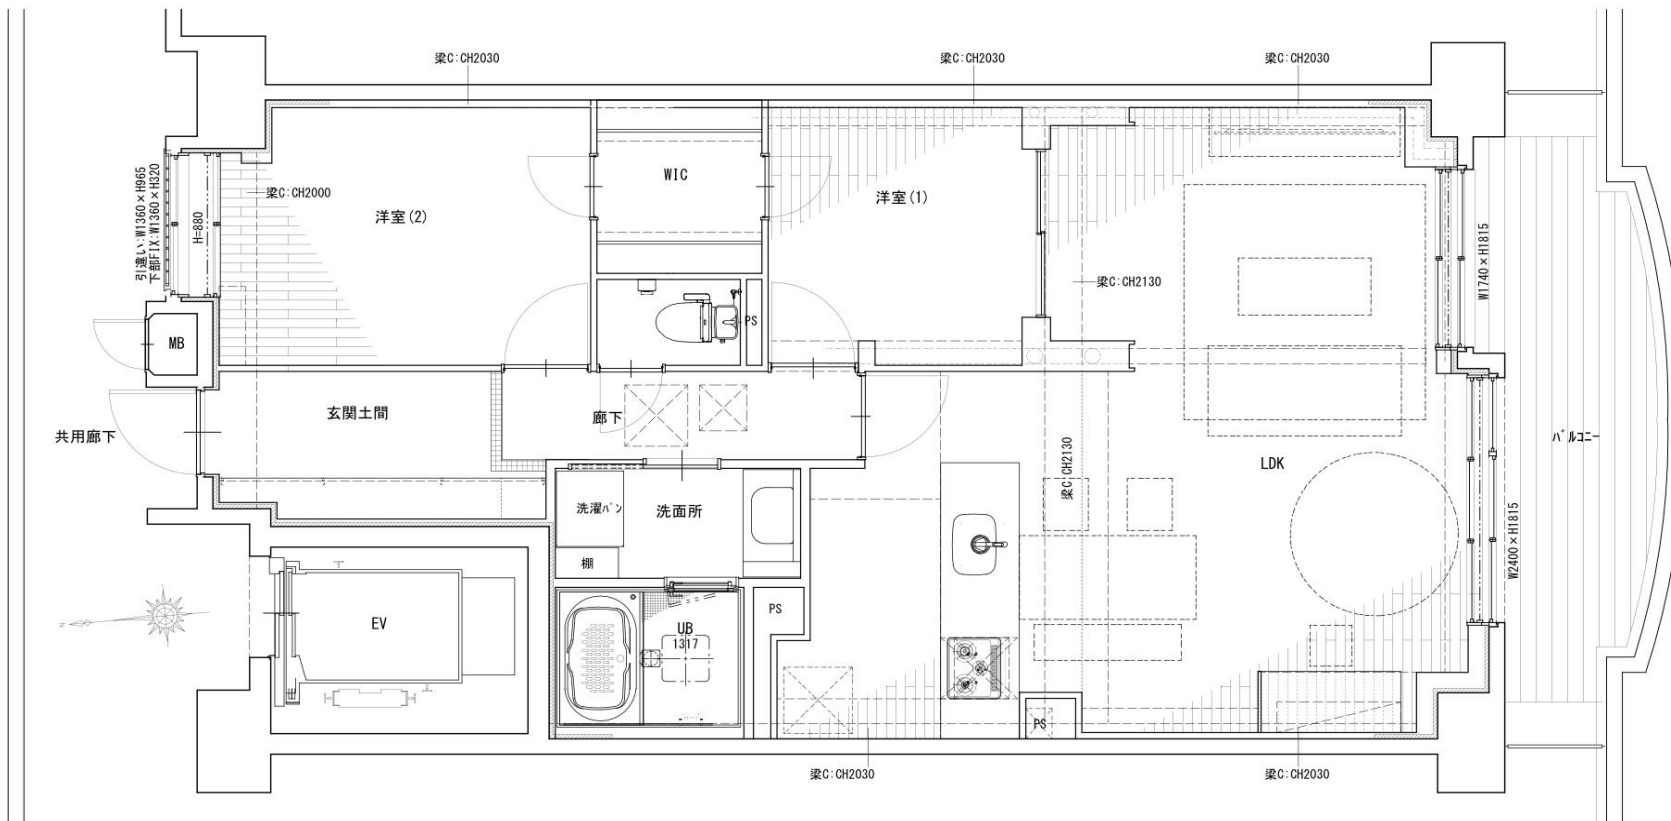 梁C:CH2030
梁C:CH2030
梁C:CH2030
引違い:W1360×H965
下部FIX:W1360×H320
H=880
梁C:CH2000
洋室(2)
WIC
洋室(1)
梁C:CH2130
W1740×H1815
MB
PS
玄関土間
廊下
共用廊下
バルコニー
LDK
梁C:CH2130
洗濯パン
洗面所
棚
W2400×H1815
N
EV
UB
1317
PS
PS
梁C:CH2030
梁C:CH2030